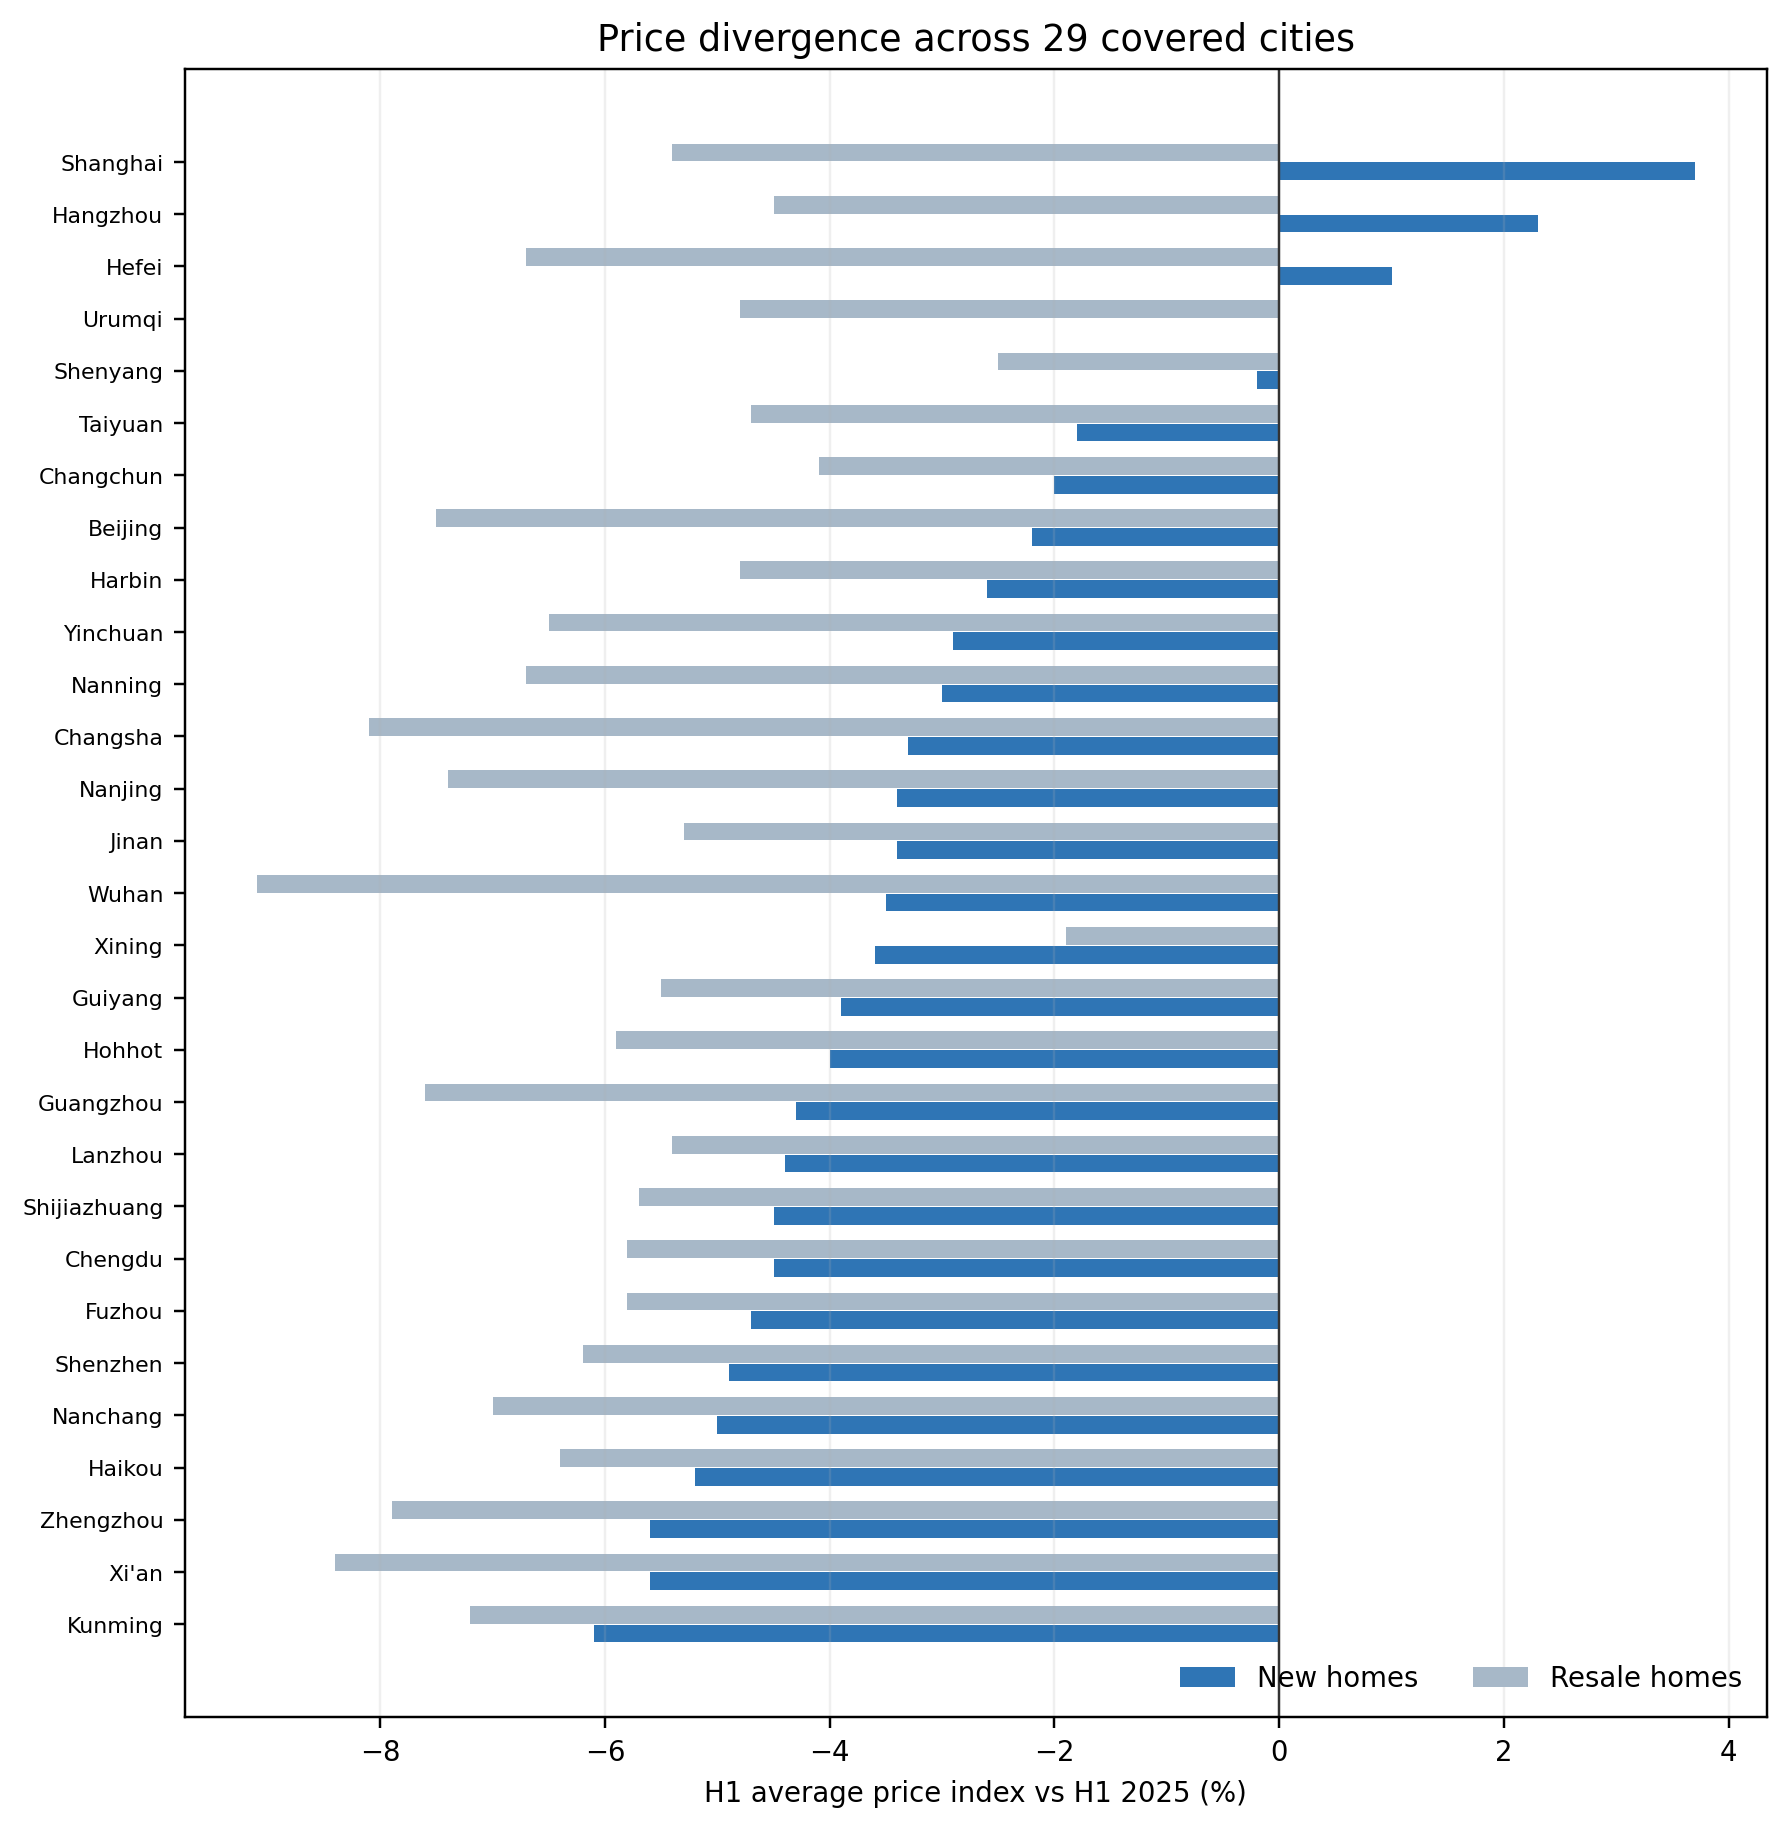 Price divergence across 29 covered cities
Shanghai
Hangzhou
Hefei
Urumqi
Shenyang
Taiyuan
Changchun
Beijing
Harbin
Yinchuan
Nanning
Changsha
Nanjing
Jinan
Wuhan
Xining
Guiyang
Hohhot
Guangzhou
Lanzhou
Shijiazhuang
Chengdu
Fuzhou
Shenzhen
Nanchang
Haikou
Zhengzhou
Xi'an
Kunming
New homes Resale homes
−8 −6 −4 −2 0 2 4
H1 average price index vs H1 2025 (%)